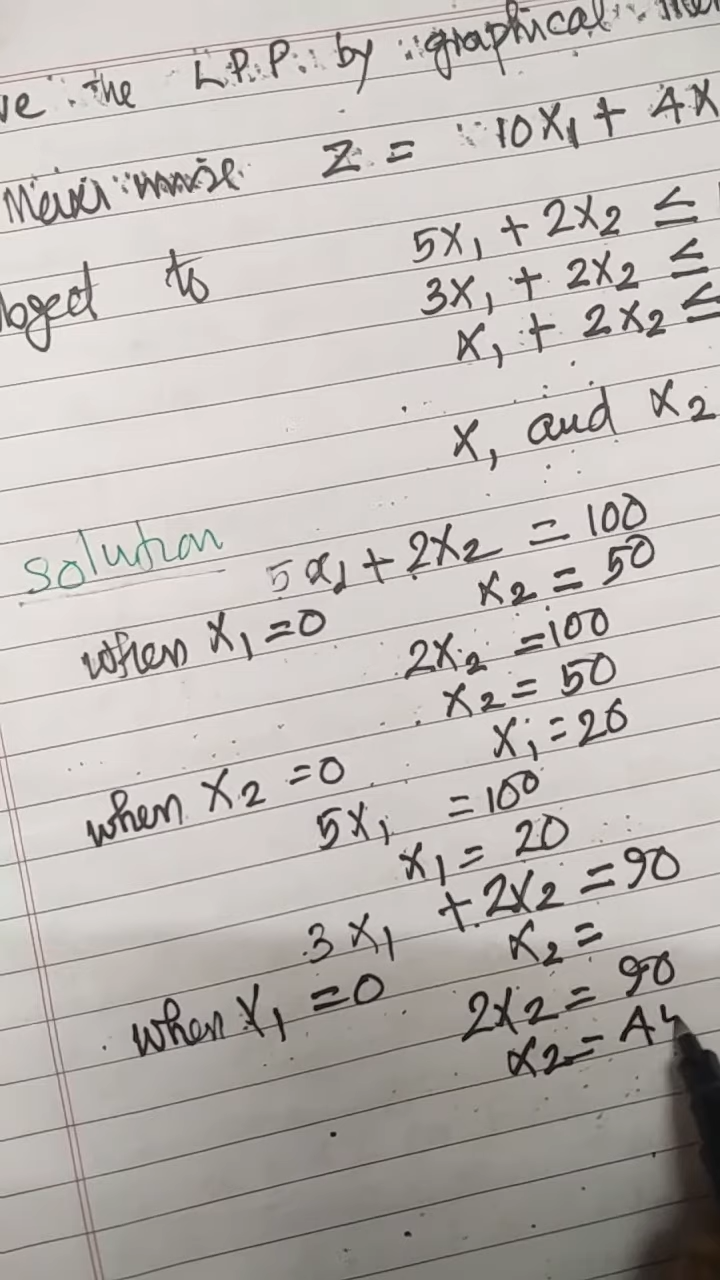 ve the L.P.P. by graphical
Maximise Z = 10X₁ + 4X
to 5X₁ + 2X₂ ≤
3X₁ + 2X₂ ≤
X₁ + 2X₂ ≤
X₁ and X₂
Solution
5X₁ + 2X₂ = 100
when X₁ = 0 X₂ = 50
2X₂ = 100
X₂ = 50
when X₂ = 0 X₁ = 20
5X₁ = 100
X₁ = 20
3X₁ + 2X₂ = 90
when X₁ = 0 X₂ =
2X₂ = 90
X₂ =